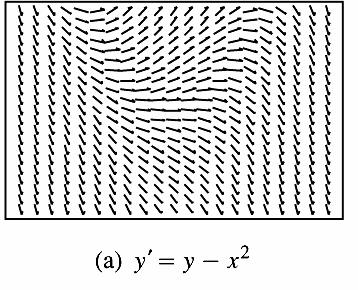 (a) y′ = y − x²